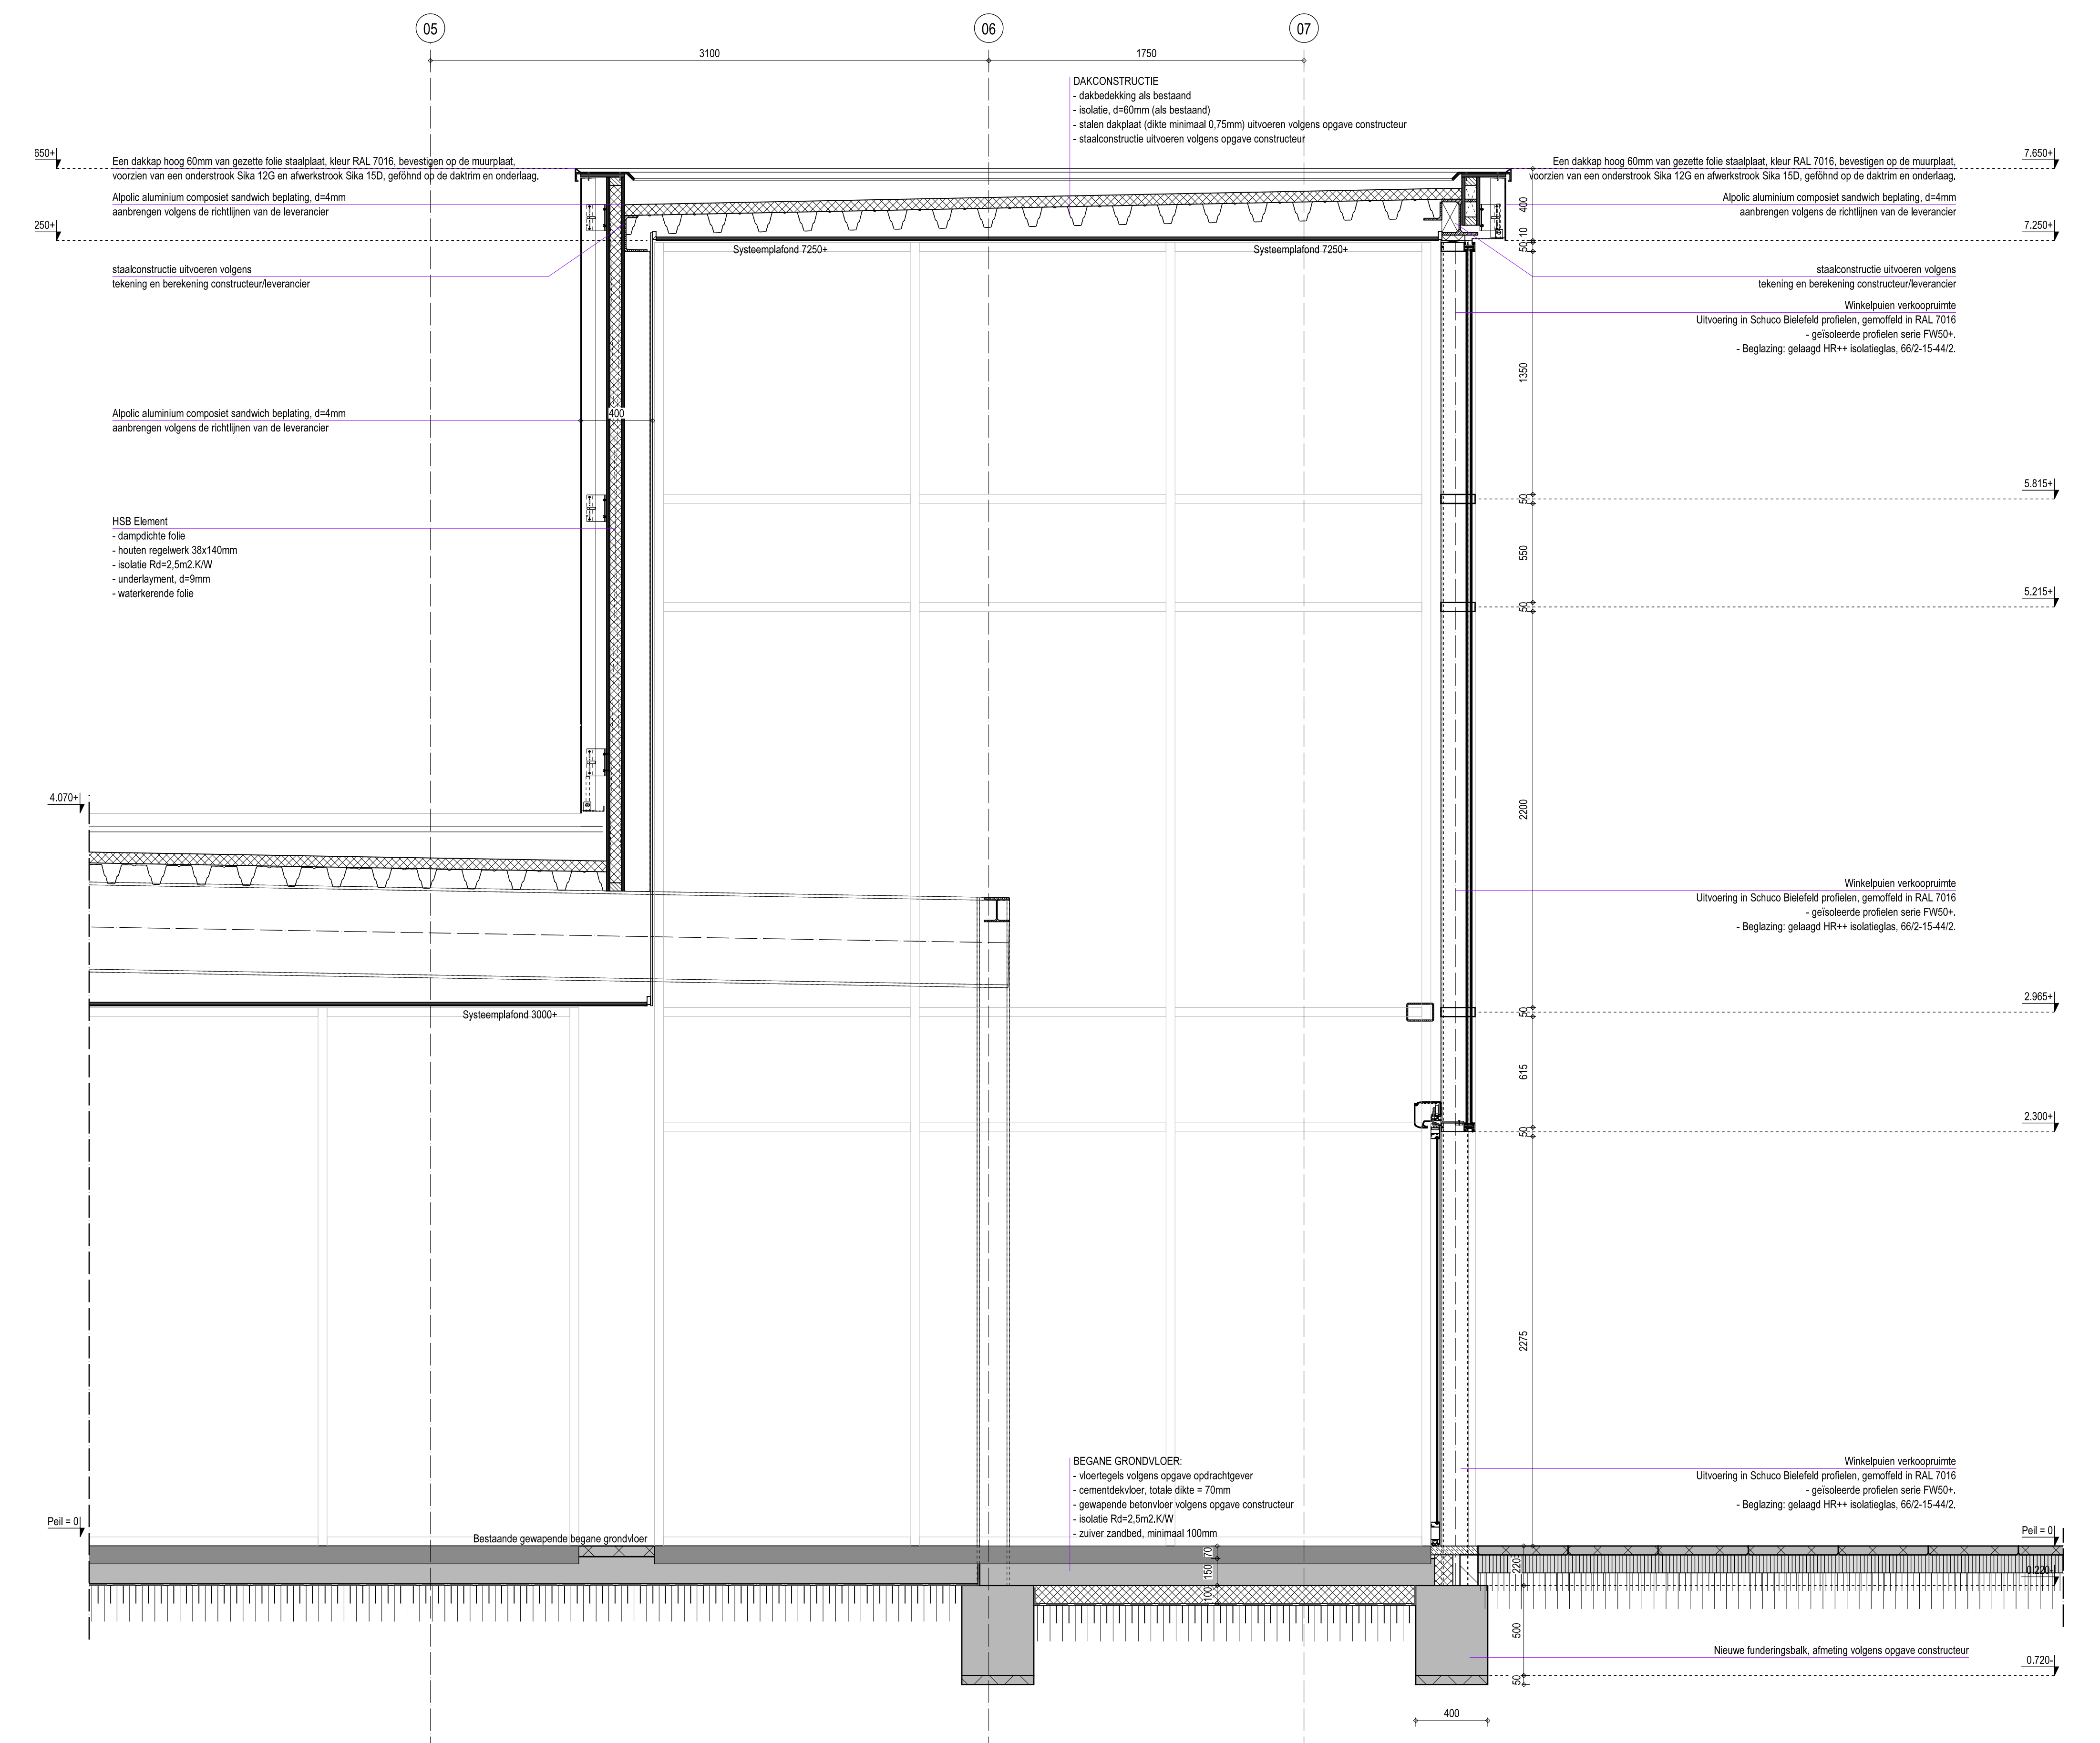 05
06
07
3100
1750
DAKCONSTRUCTIE
- dakbedekking als bestaand
- isolatie, d=60mm (als bestaand)
- stalen dakplaat (dikte minimaal 0,75mm) uitvoeren volgens opgave constructeur
- staalconstructie uitvoeren volgens opgave constructeur
650+
Een dakkap hoog 60mm van gezette folie staalplaat, kleur RAL 7016, bevestigen op de muurplaat,
voorzien van een onderstrook Sika 12G en afwerkstrook Sika 15D, geföhnd op de daktrim en onderlaag.
Alpolic aluminium composiet sandwich beplating, d=4mm
aanbrengen volgens de richtlijnen van de leverancier
250+
staalconstructie uitvoeren volgens
tekening en berekening constructeur/leverancier
Alpolic aluminium composiet sandwich beplating, d=4mm
aanbrengen volgens de richtlijnen van de leverancier
400
HSB Element
- dampdichte folie
- houten regelwerk 38x140mm
- isolatie Rd=2,5m2.K/W
- underlayment, d=9mm
- waterkerende folie
4.070+
Systeemplafond 7250+
Systeemplafond 7250+
Systeemplafond 3000+
7.650+
Een dakkap hoog 60mm van gezette folie staalplaat, kleur RAL 7016, bevestigen op de muurplaat,
voorzien van een onderstrook Sika 12G en afwerkstrook Sika 15D, geföhnd op de daktrim en onderlaag.
Alpolic aluminium composiet sandwich beplating, d=4mm
aanbrengen volgens de richtlijnen van de leverancier
7.250+
staalconstructie uitvoeren volgens
tekening en berekening constructeur/leverancier
Winkelpuien verkoopruimte
Uitvoering in Schuco Bielefeld profielen, gemoffeld in RAL 7016
- geïsoleerde profielen serie FW50+.
- Beglazing: gelaagd HR++ isolatieglas, 66/2-15-44/2.
400
10
50
1350
50
5.815+
550
50
5.215+
2200
Winkelpuien verkoopruimte
Uitvoering in Schuco Bielefeld profielen, gemoffeld in RAL 7016
- geïsoleerde profielen serie FW50+.
- Beglazing: gelaagd HR++ isolatieglas, 66/2-15-44/2.
50
2.965+
615
50
2.300+
2275
BEGANE GRONDVLOER:
- vloertegels volgens opgave opdrachtgever
- cementdekvloer, totale dikte = 70mm
- gewapende betonvloer volgens opgave constructeur
- isolatie Rd=2,5m2.K/W
- zuiver zandbed, minimaal 100mm
Winkelpuien verkoopruimte
Uitvoering in Schuco Bielefeld profielen, gemoffeld in RAL 7016
- geïsoleerde profielen serie FW50+.
- Beglazing: gelaagd HR++ isolatieglas, 66/2-15-44/2.
Peil = 0
Bestaande gewapende begane grondvloer
Peil = 0
70
150
100
220
0.220-
500
Nieuwe funderingsbalk, afmeting volgens opgave constructeur
0.720-
50
400